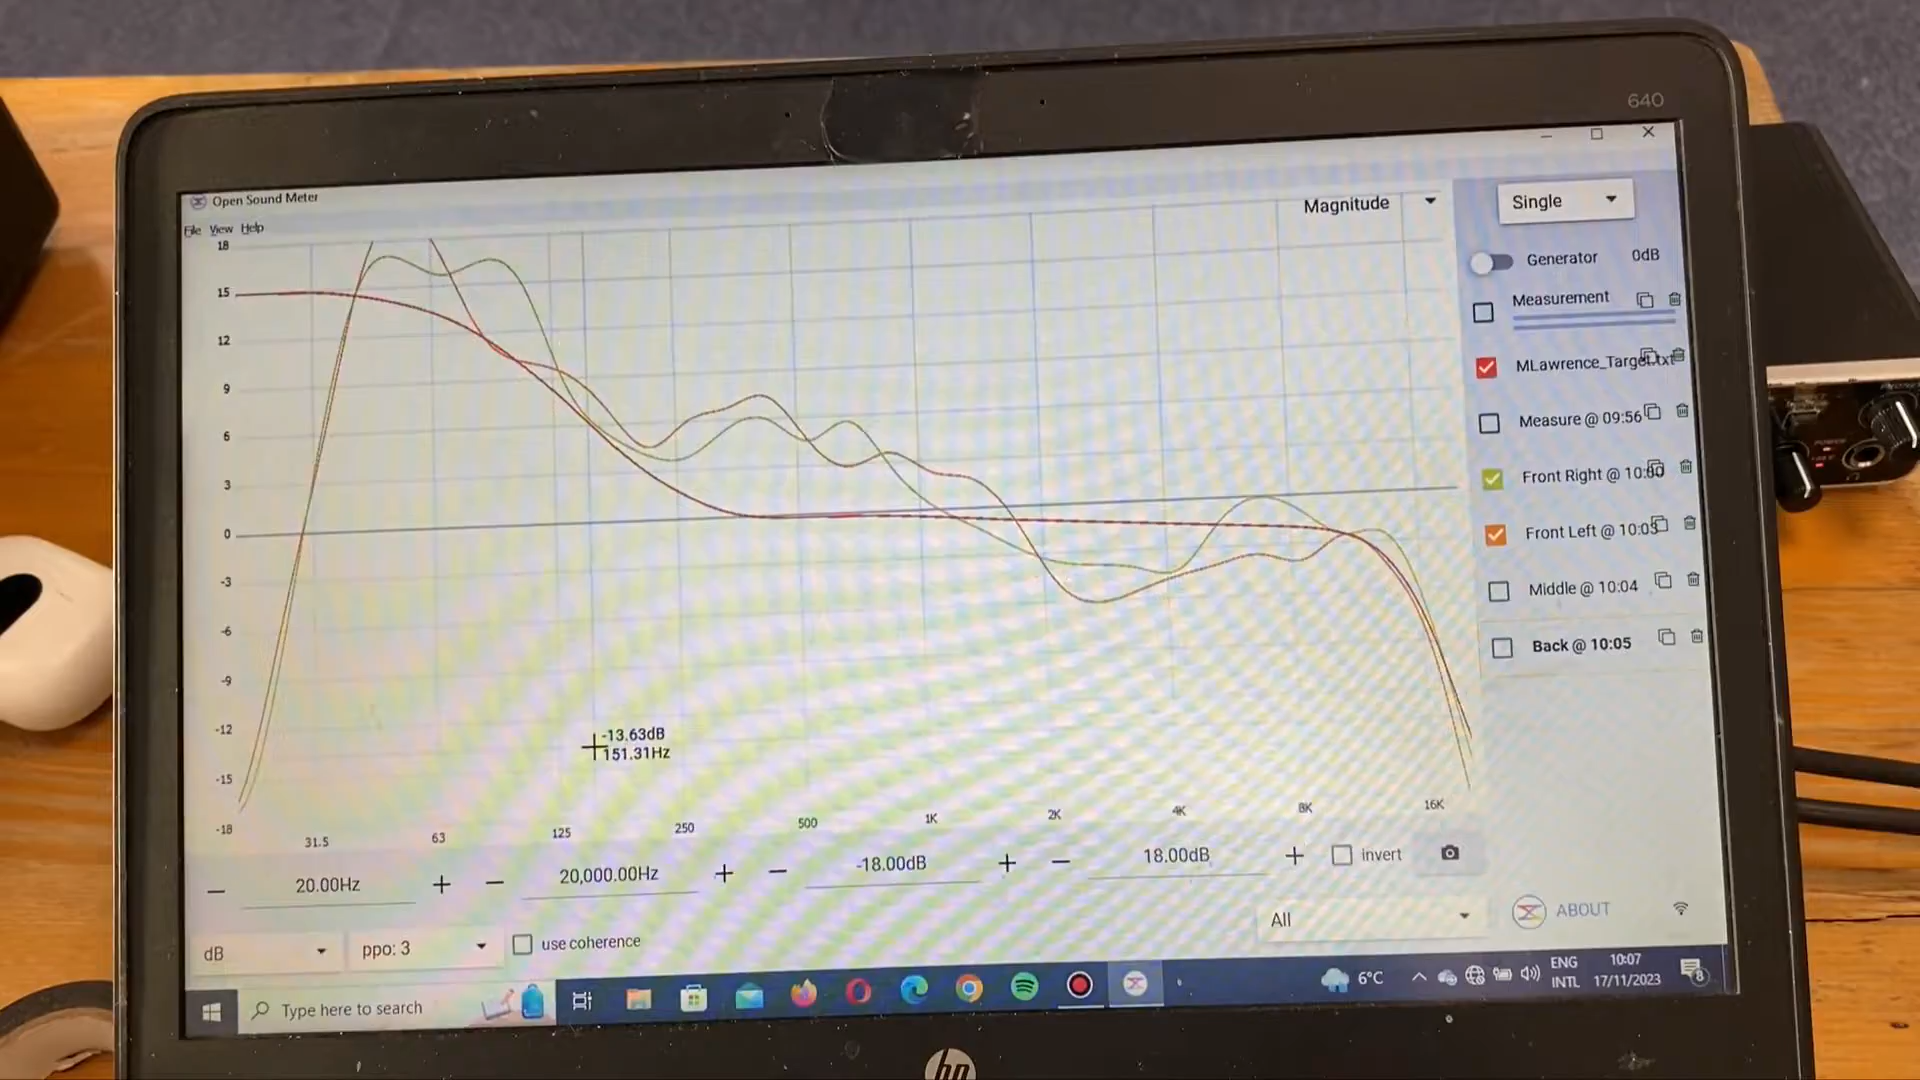 640
Open Sound Meter
File View Help
Magnitude
Single
Generator 0dB
Measurement
MLawrence_Target.txt
Measure @ 09:56
Front Right @ 10:00
Front Left @ 10:03
Middle @ 10:04
Back @ 10:05
18
15
12
9
6
3
0
-3
-6
-9
-12
-15
-18
-13.63dB
151.31Hz
31.5 63 125 250 500 1K 2K 4K 8K 16K
20.00Hz 20,000.00Hz -18.00dB 18.00dB invert
dB ppo: 3 use coherence All ABOUT
Type here to search
6°C
ENG
INTL
10:07
17/11/2023
8
hp